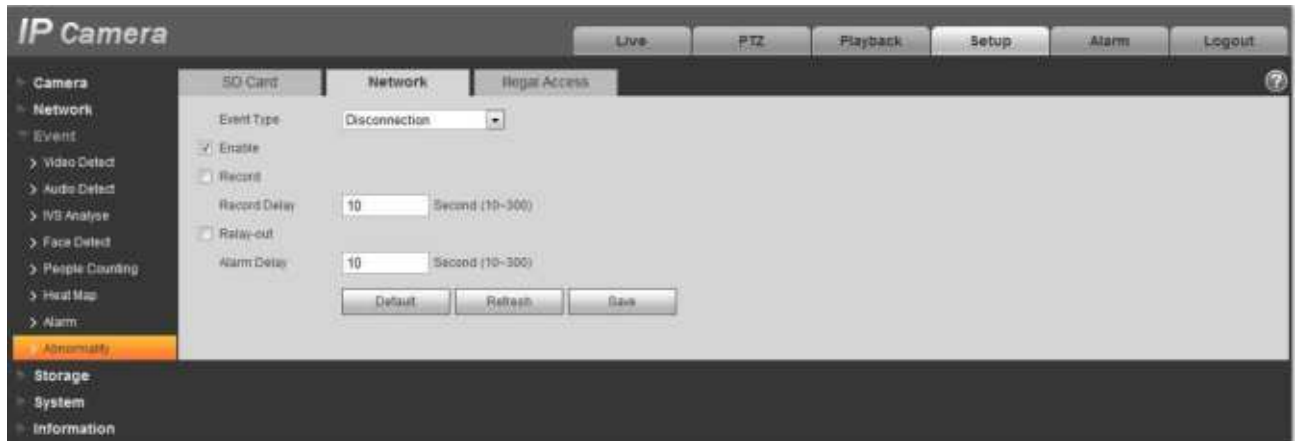 IP Camera
Live PTZ Playback Setup Alarm Logout
Camera
Network
Event
Video Detect
Audio Detect
IVS Analyse
Face Detect
People Counting
Heat Map
Alarm
Abnormality
Storage
System
Information
SD Card Network Illegal Access
Event Type Disconnection
Enable
Record
Record Delay 10 Second (10~300)
Relay-out
Alarm Delay 10 Second (10~300)
Default Refresh Save
?